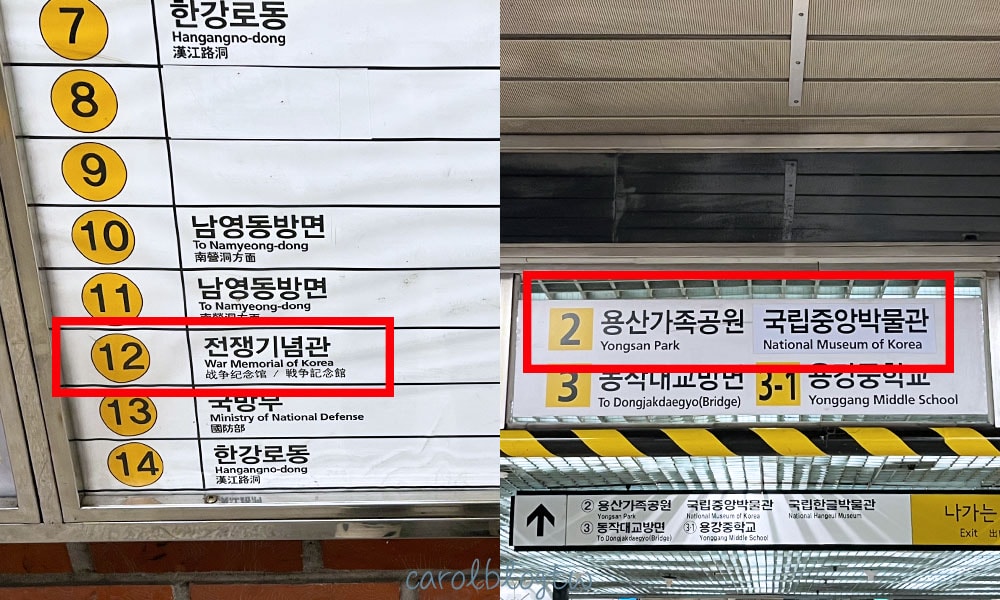 7 한강로동
Hangangno-dong
漢江路洞
8
9
10 남영동방면
To Namyeong-dong
南營洞方面
11 남영동방면
To Namyeong-dong
南營洞方面
12 전쟁기념관
War Memorial of Korea
战争纪念馆 / 戦争記念館
13 국방부
Ministry of National Defense
國防部
14 한강로동
Hangangno-dong
漢江路洞
2 용산가족공원 국립중앙박물관
Yongsan Park National Museum of Korea
3 동작대교방면 3-1 용강중학교
To Dongjakdaegyo(Bridge) Yonggang Middle School
② 용산가족공원 국립중앙박물관 국립한글박물관
Yongsan Park National Museum of Korea National Hangeul Museum
③ 동작대교방면 3-1 용강중학교
To Dongjakdaegyo(Bridge) Yonggang Middle School
나가는
Exit 出